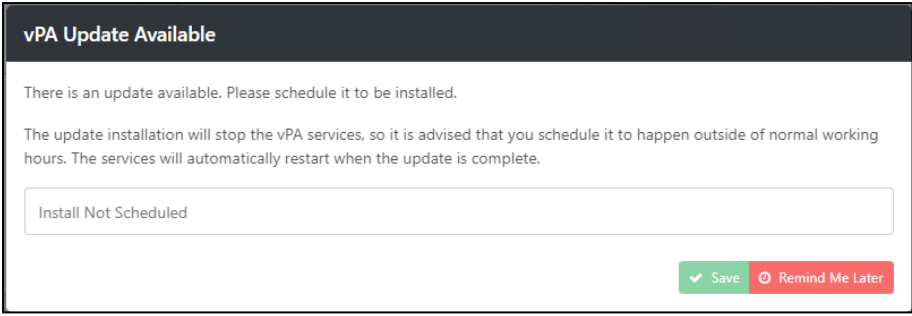 vPA Update Available
There is an update available. Please schedule it to be installed.
The update installation will stop the vPA services, so it is advised that you schedule it to happen outside of normal working
hours. The services will automatically restart when the update is complete.
Install Not Scheduled
Save Remind Me Later